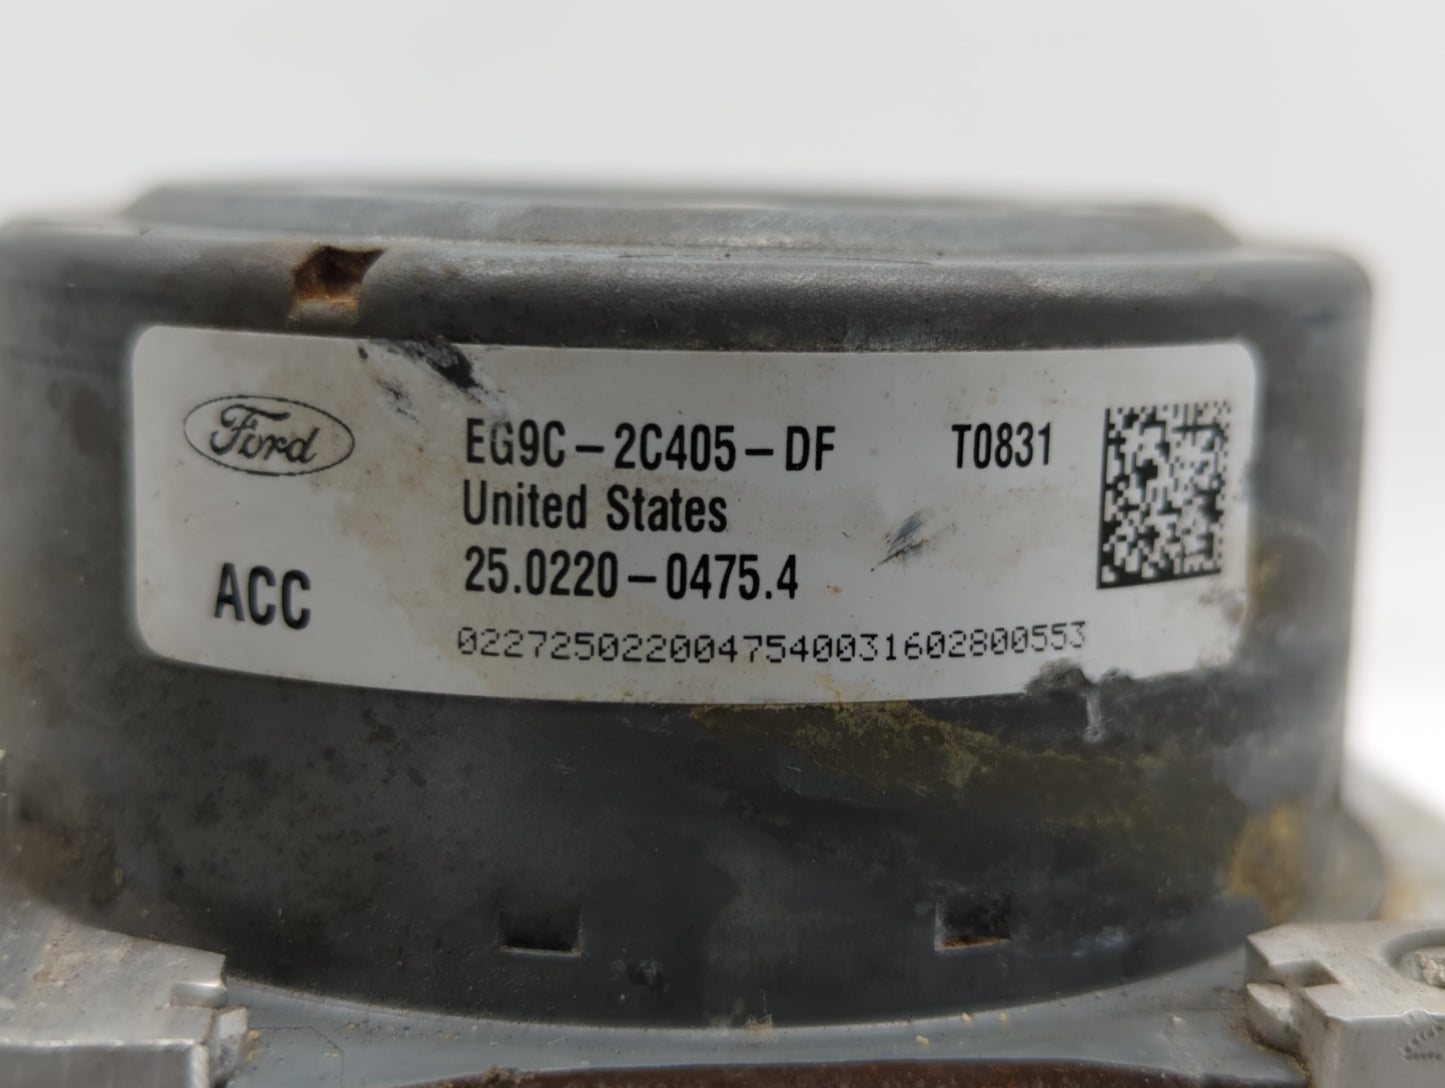 Ford
EG9C-2C405-DF T0831
United States
ACC
25.0220-0475.4
0227250220047540031602800553